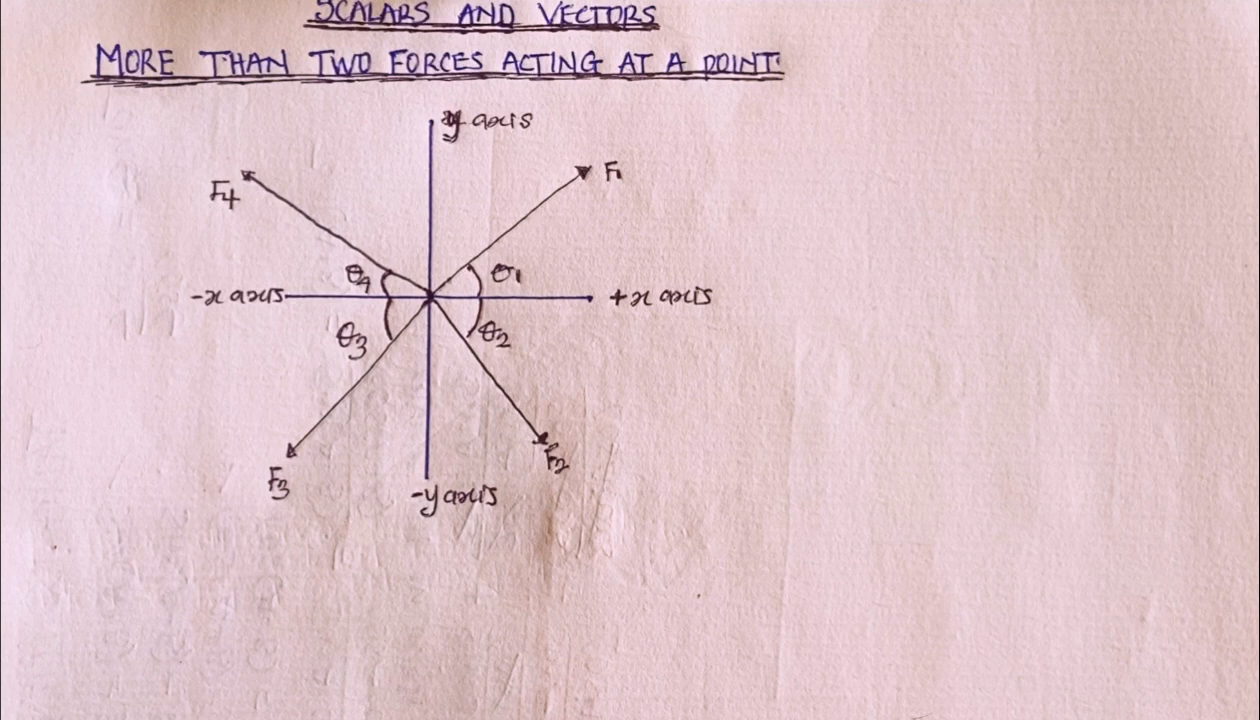 SCALARS AND VECTORS
MORE THAN TWO FORCES ACTING AT A POINT
y axis
F1
F4
θ4
θ1
-x axis
+x axis
θ3
θ2
F2
F3
-y axis